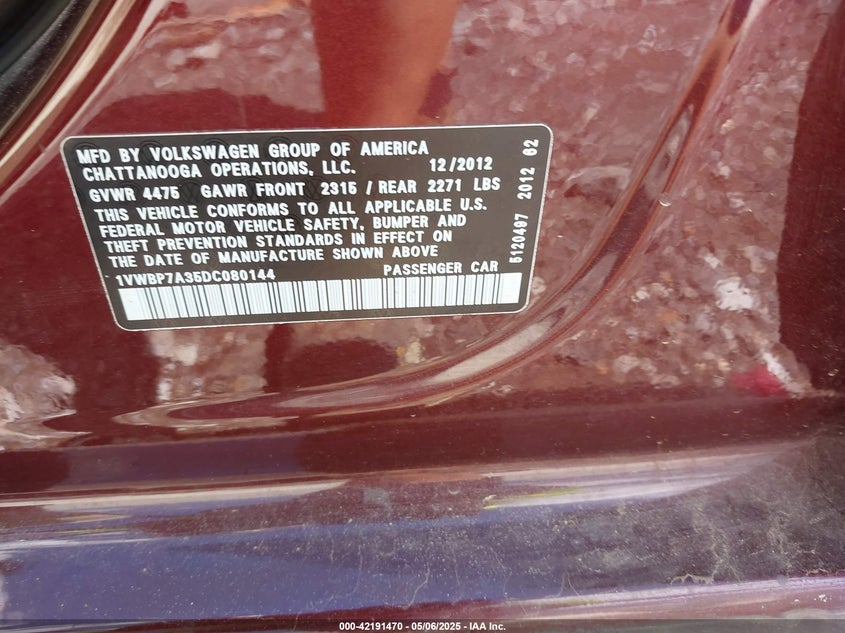 MFD BY VOLKSWAGEN GROUP OF AMERICA
CHATTANOOGA OPERATIONS, LLC. 12/2012
GVWR 4475 GAWR FRONT 2315 / REAR 2271 LBS
THIS VEHICLE CONFORMS TO ALL APPLICABLE U.S.
FEDERAL MOTOR VEHICLE SAFETY, BUMPER AND
THEFT PREVENTION STANDARDS IN EFFECT ON
THE DATE OF MANUFACTURE SHOWN ABOVE
1VWBP7A35DC080144 PASSENGER CAR
5120497 2012 62
000-42191470 - 05/06/2025 - IAA Inc.